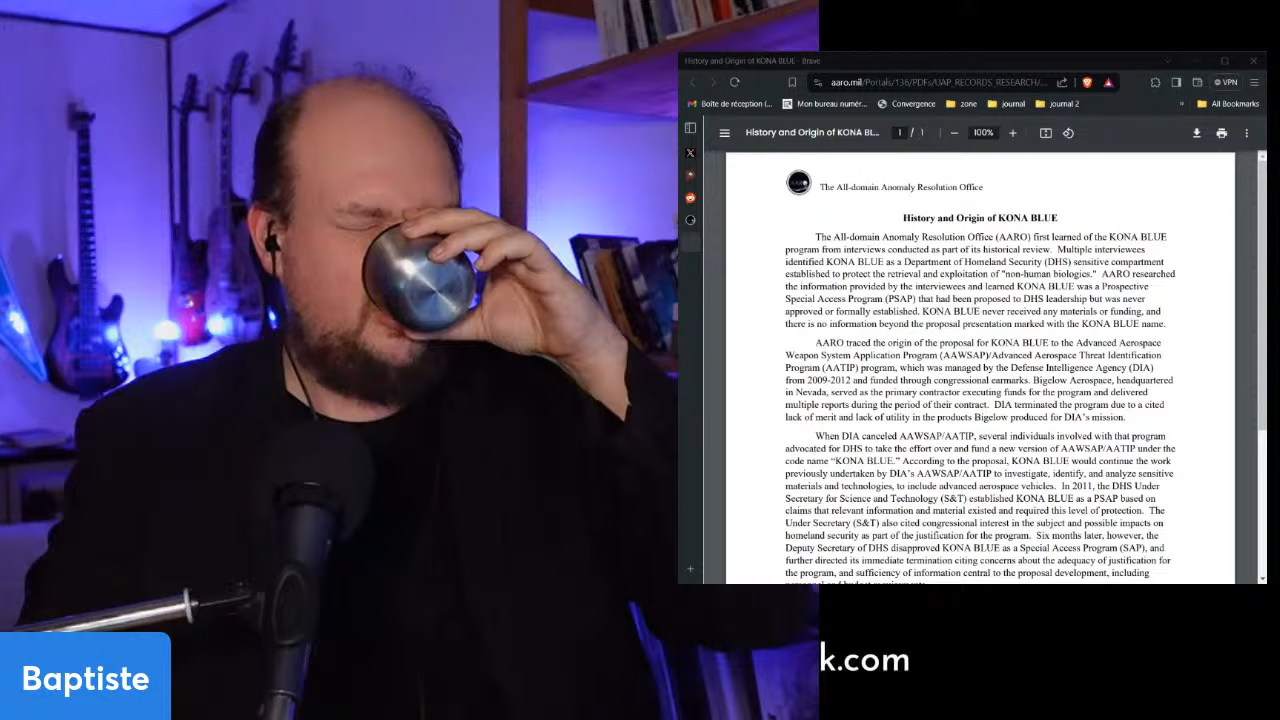 History and Origin of KONA BLUE - Brave
aaro.mil/Portals/136/PDFs/UAP_RECORDS_RESEARCH/...
VPN
Boîte de réception (...
Mon bureau numér...
Convergence
zone
journal
journal 2
»
All Bookmarks
History and Origin of KONA BL...
1 / 1
100%
The All-domain Anomaly Resolution Office
History and Origin of KONA BLUE
The All-domain Anomaly Resolution Office (AARO) first learned of the KONA BLUE
program from interviews conducted as part of its historical review. Multiple interviewees
identified KONA BLUE as a Department of Homeland Security (DHS) sensitive compartment
established to protect the retrieval and exploitation of "non-human biologics." AARO researched
the information provided by the interviewees and learned KONA BLUE was a Prospective
Special Access Program (PSAP) that had been proposed to DHS leadership but was never
approved or formally established. KONA BLUE never received any materials or funding, and
there is no information beyond the proposal presentation marked with the KONA BLUE name.
AARO traced the origin of the proposal for KONA BLUE to the Advanced Aerospace
Weapon System Application Program (AAWSAP)/Advanced Aerospace Threat Identification
Program (AATIP) program, which was managed by the Defense Intelligence Agency (DIA)
from 2009-2012 and funded through congressional earmarks. Bigelow Aerospace, headquartered
in Nevada, served as the primary contractor executing funds for the program and delivered
multiple reports during the period of their contract. DIA terminated the program due to a cited
lack of merit and lack of utility in the products Bigelow produced for DIA's mission.
When DIA canceled AAWSAP/AATIP, several individuals involved with that program
advocated for DHS to take the effort over and fund a new version of AAWSAP/AATIP under the
code name “KONA BLUE.” According to the proposal, KONA BLUE would continue the work
previously undertaken by DIA's AAWSAP/AATIP to investigate, identify, and analyze sensitive
materials and technologies, to include advanced aerospace vehicles. In 2011, the DHS Under
Secretary for Science and Technology (S&T) established KONA BLUE as a PSAP based on
claims that relevant information and material existed and required this level of protection. The
Under Secretary (S&T) also cited congressional interest in the subject and possible impacts on
homeland security as part of the justification for the program. Six months later, however, the
Deputy Secretary of DHS disapproved KONA BLUE as a Special Access Program (SAP), and
further directed its immediate termination citing concerns about the adequacy of justification for
the program, and sufficiency of information central to the proposal development, including
k.com
Baptiste